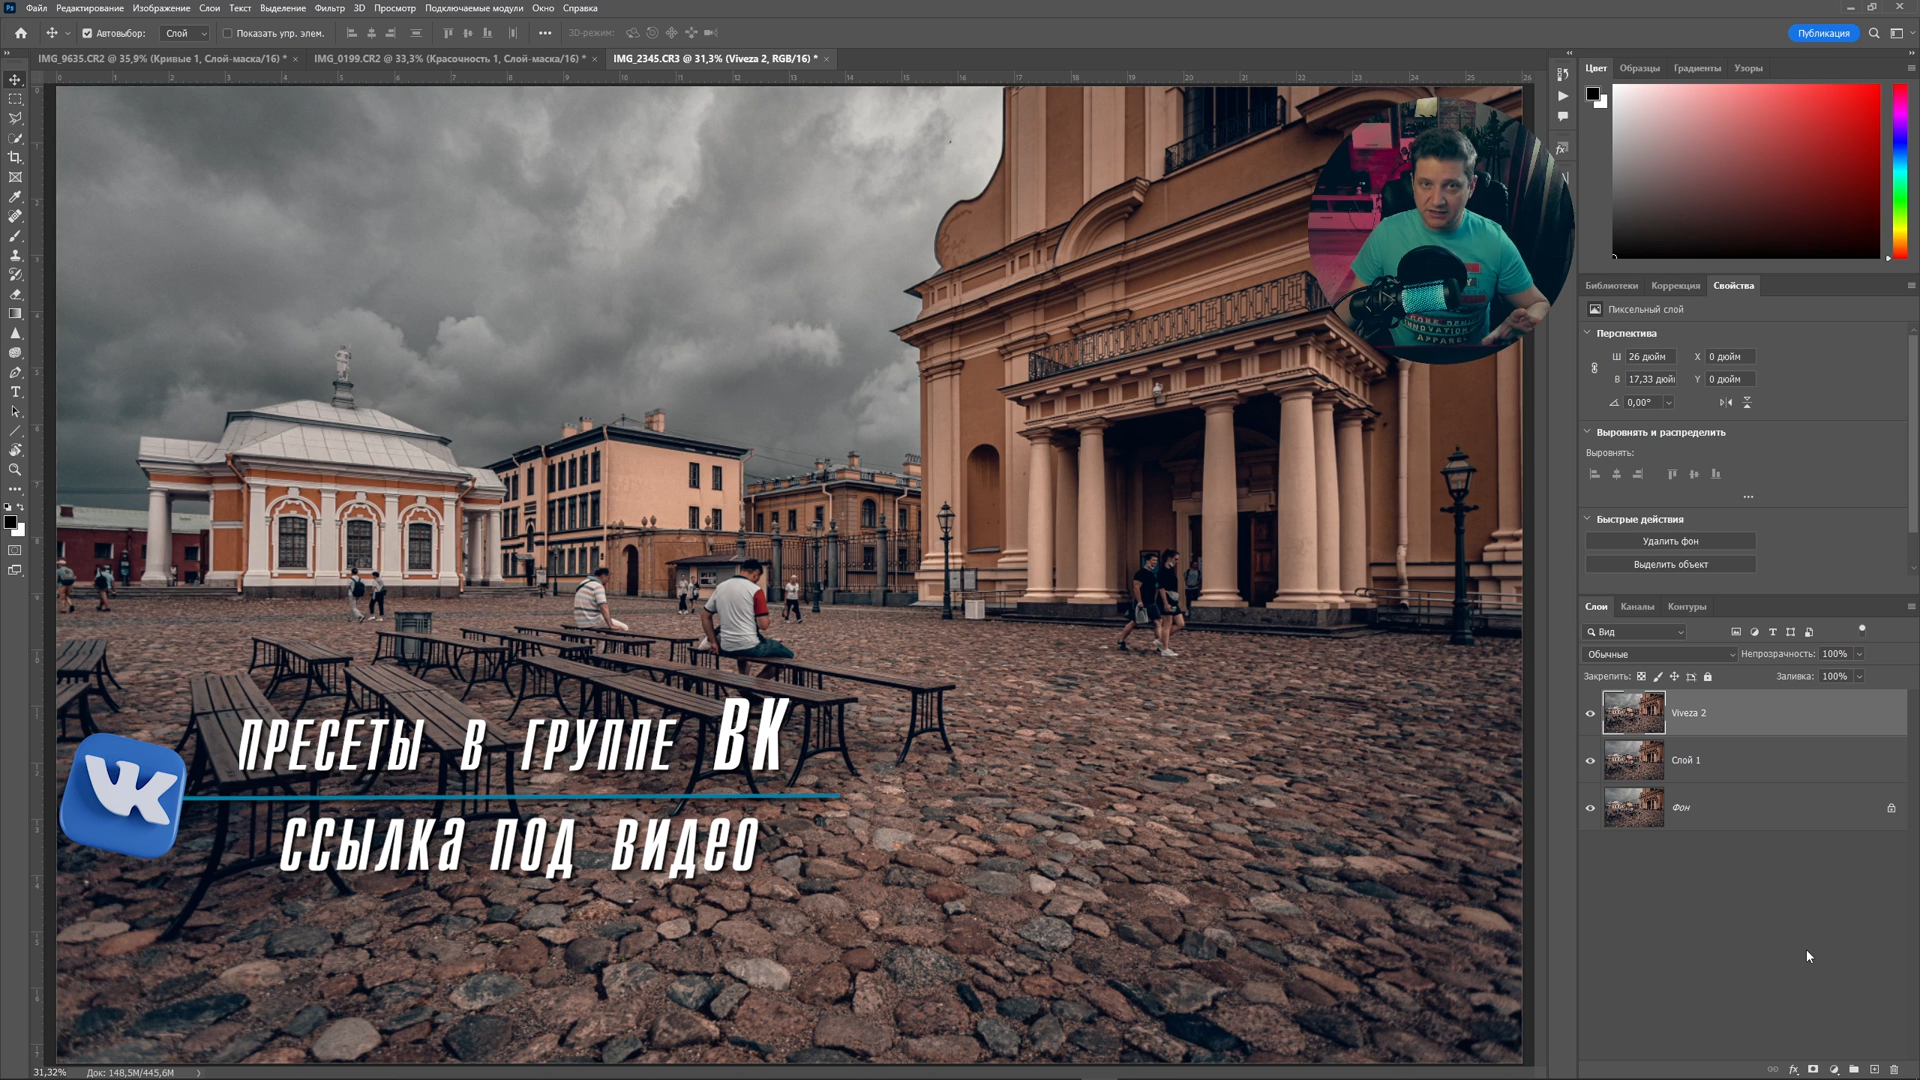 Файл Редактирование Изображение Слои Текст Выделение Фильтр 3D Просмотр Подключаемые модули Окно Справка
Автовыбор: Слой Показать упр. элем. 3D-режим: Публикация
IMG_9635.CR2 @ 35,9% (Кривые 1, Слой-маска/16) * × IMG_0199.CR2 @ 33,3% (Красочность 1, Слой-маска/16) * × IMG_2345.CR3 @ 31,3% (Viveza 2, RGB/16) * ×
Цвет Образцы Градиенты Узоры
Библиотеки Коррекция Свойства
Пиксельный слой
Перспектива
Ш 26 дюйм X 0 дюйм
В 17,33 дюй Y 0 дюйм
0,00°
Выровнять и распределить
Выровнять:
Быстрые действия
Удалить фон
Выделить объект
Слои Каналы Контуры
Вид
Обычные Непрозрачность: 100%
Закрепить: Заливка: 100%
Viveza 2
Слой 1
Фон
ПРЕСЕТЫ В ГРУППЕ ВК
ССЫЛКА ПОД ВИДЕО
31,32% Док: 148,5M/445,6M